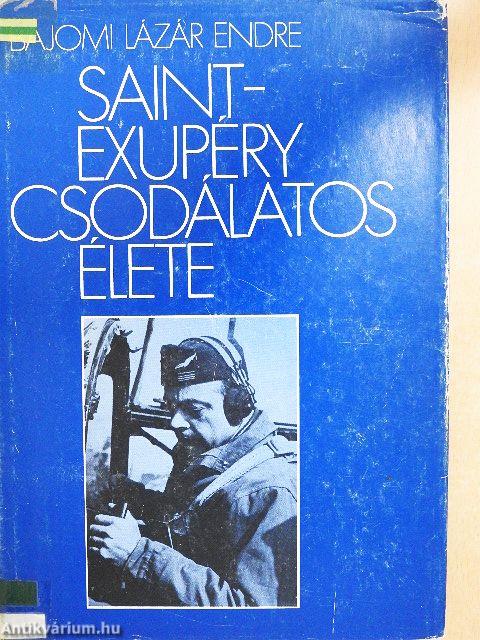 BAJOMI LÁZÁR ENDRE
SAINT-
EXUPÉRY
CSODÁLATOS
ÉLETE
Antikvárium.hu